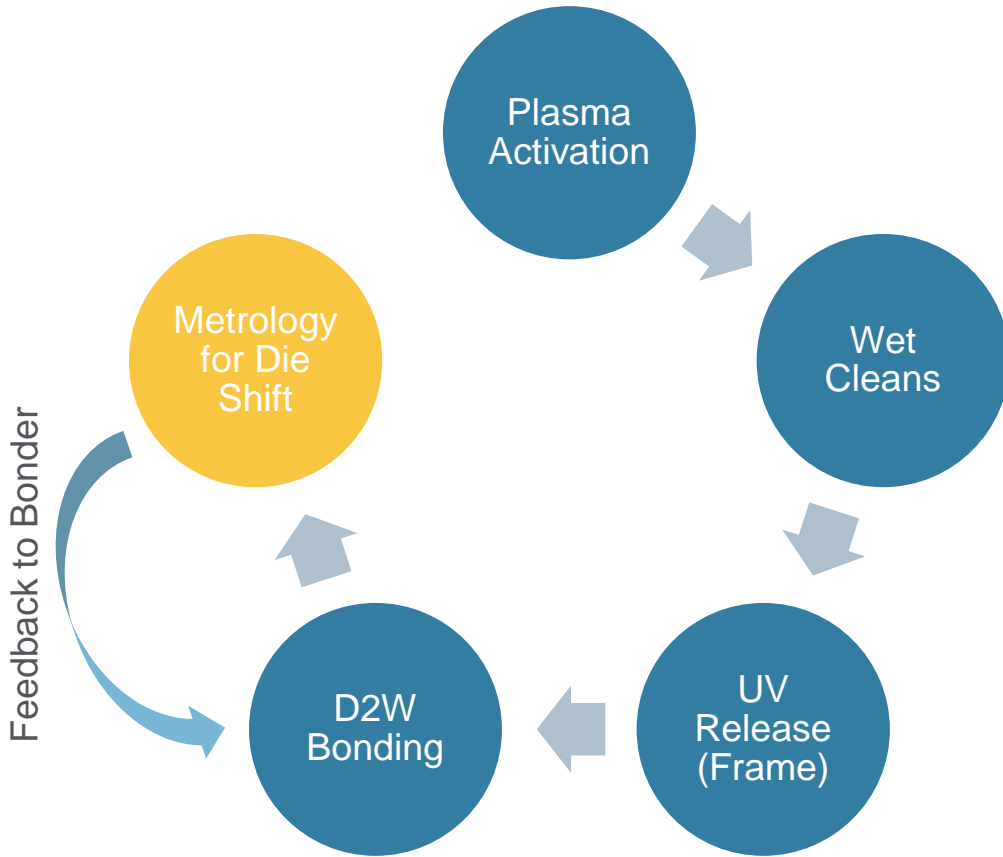 Plasma
Activation
Wet
Cleans
UV
Release
(Frame)
D2W
Bonding
Metrology
for Die
Shift
Feedback to Bonder